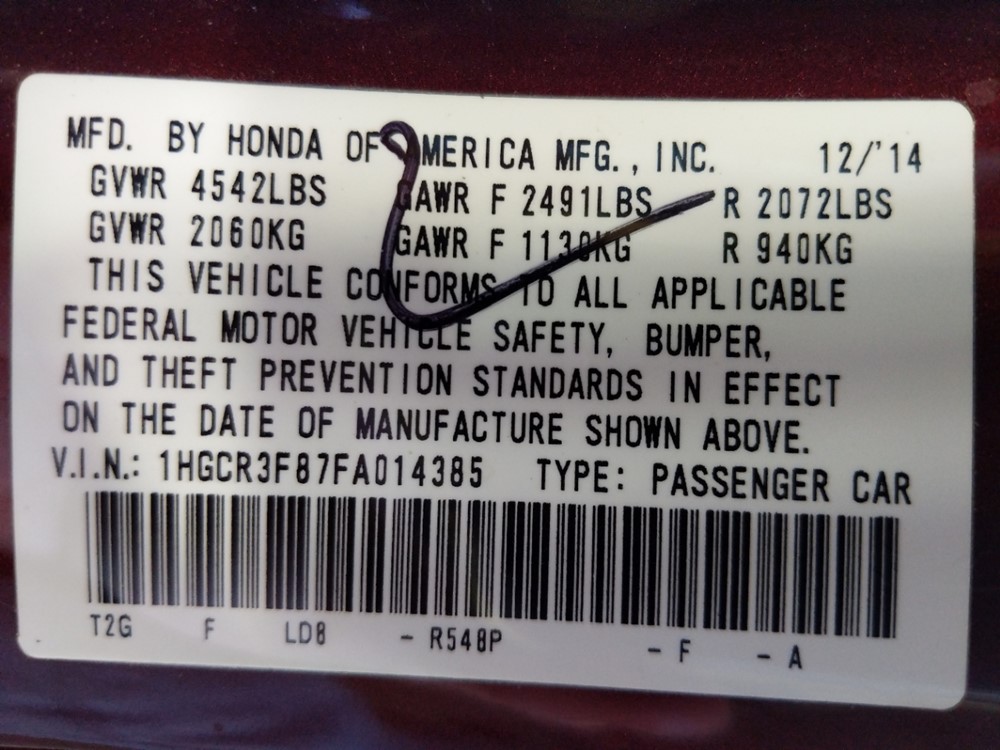 MFD. BY HONDA OF AMERICA MFG., INC. 12/'14
GVWR 4542LBS GAWR F 2491LBS R 2072LBS
GVWR 2060KG GAWR F 1130KG R 940KG
THIS VEHICLE CONFORMS TO ALL APPLICABLE
FEDERAL MOTOR VEHICLE SAFETY, BUMPER,
AND THEFT PREVENTION STANDARDS IN EFFECT
ON THE DATE OF MANUFACTURE SHOWN ABOVE.
V.I.N.: 1HGCR3F87FA014385 TYPE: PASSENGER CAR
T2G F LD8 - R548P - F - A